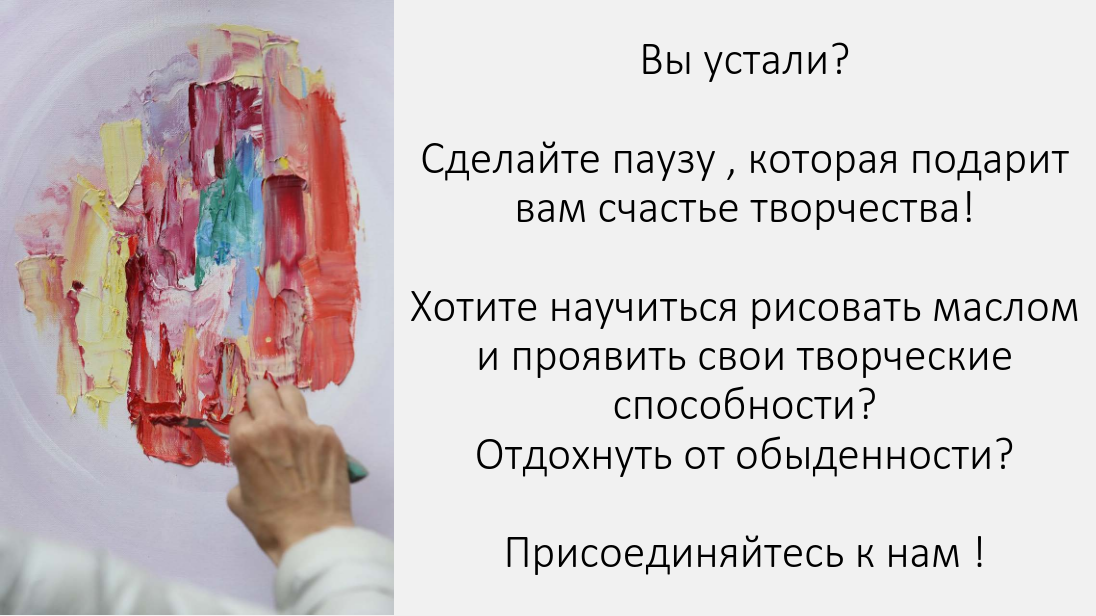 Вы устали?
Сделайте паузу , которая подарит
вам счастье творчества!
Хотите научиться рисовать маслом
и проявить свои творческие
способности?
Отдохнуть от обыденности?
Присоединяйтесь к нам !